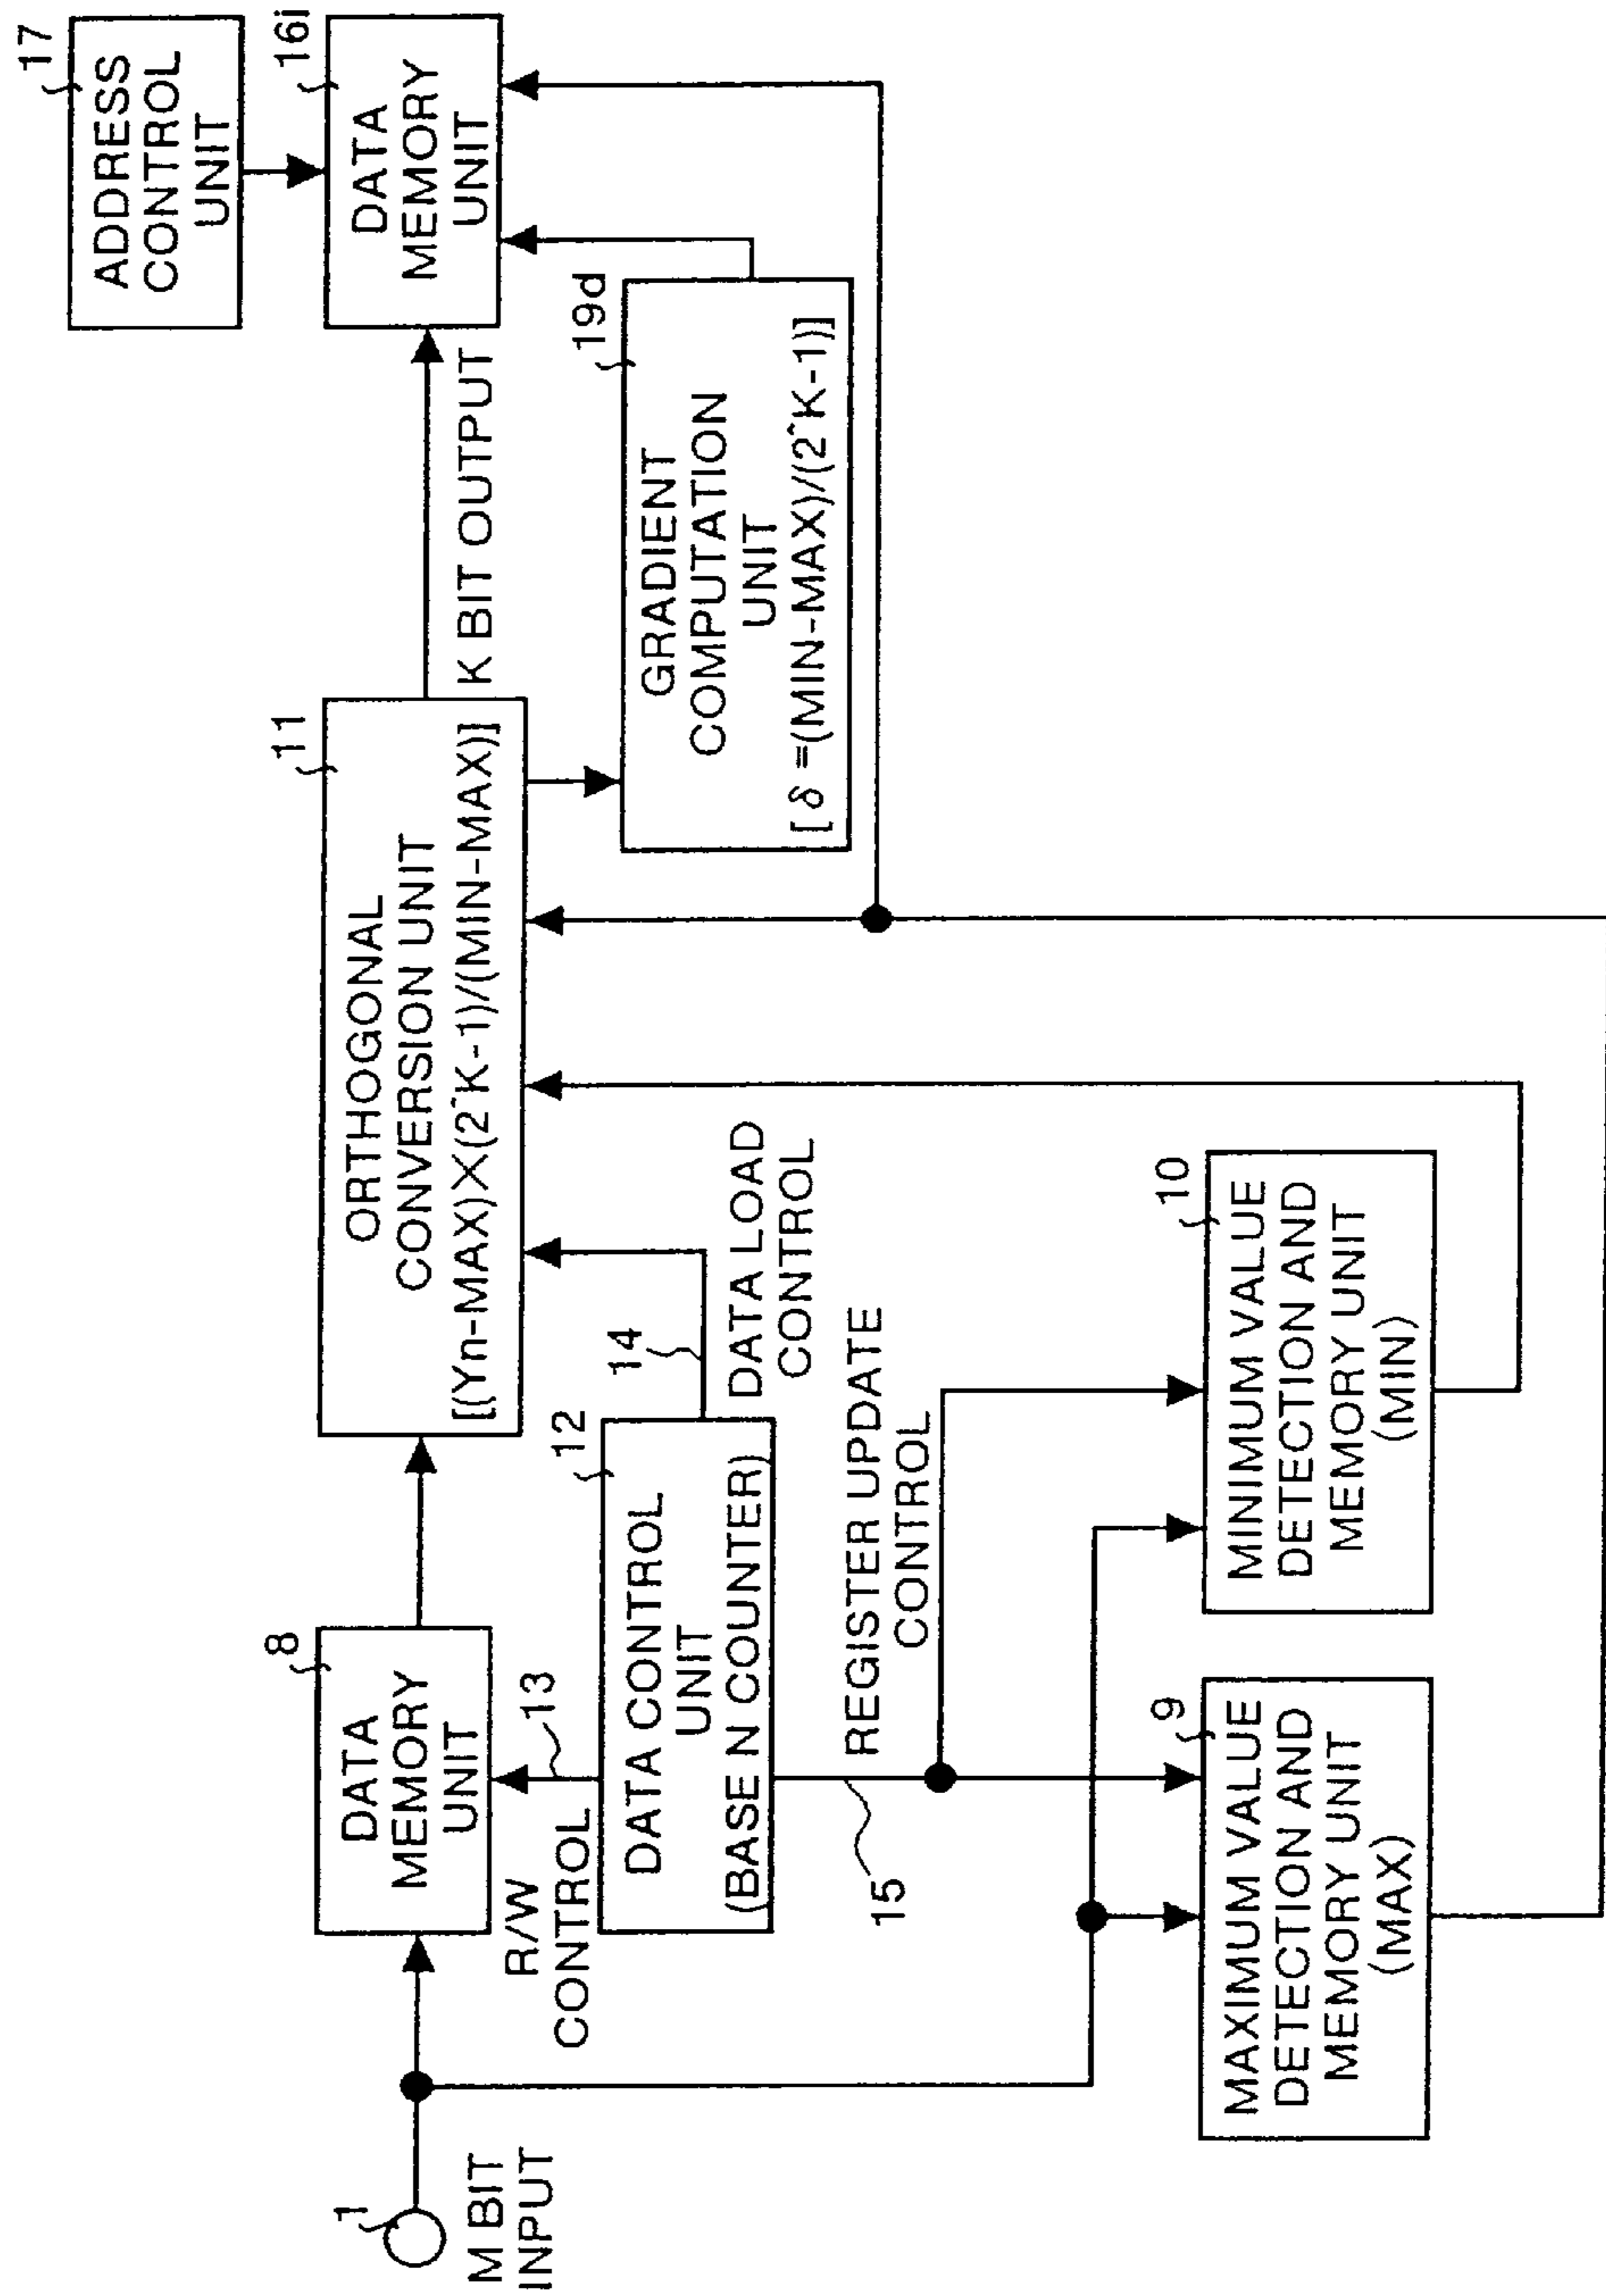 1
M BIT
INPUT
8
DATA
MEMORY
UNIT
R/W
CONTROL
13
12
DATA CONTROL
UNIT
(BASE N COUNTER)
14
DATA LOAD
CONTROL
15
REGISTER UPDATE
CONTROL
9
MAXIMUM VALUE
DETECTION AND
MEMORY UNIT
(MAX)
10
MINIMUM VALUE
DETECTION AND
MEMORY UNIT
(MIN)
11
ORTHOGONAL
CONVERSION UNIT
[(Yn-MAX)X(2^K-1)/(MIN-MAX)]
K BIT OUTPUT
19d
GRADIENT
COMPUTATION
UNIT
[ δ =(MIN-MAX)/(2^K-1)]
16i
DATA
MEMORY
UNIT
17
ADDRESS
CONTROL
UNIT